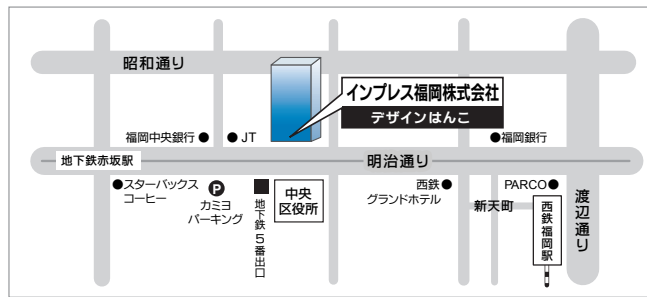 昭和通り
インプレス福岡株式会社
デザインはんこ
福岡中央銀行
JT
福岡銀行
地下鉄赤坂駅
明治通り
スターバックス
コーヒー
P
カミヨ
パーキング
地下鉄5番出口
中央
区役所
西鉄
グランドホテル
PARCO
新天町
西鉄福岡駅
渡辺通り